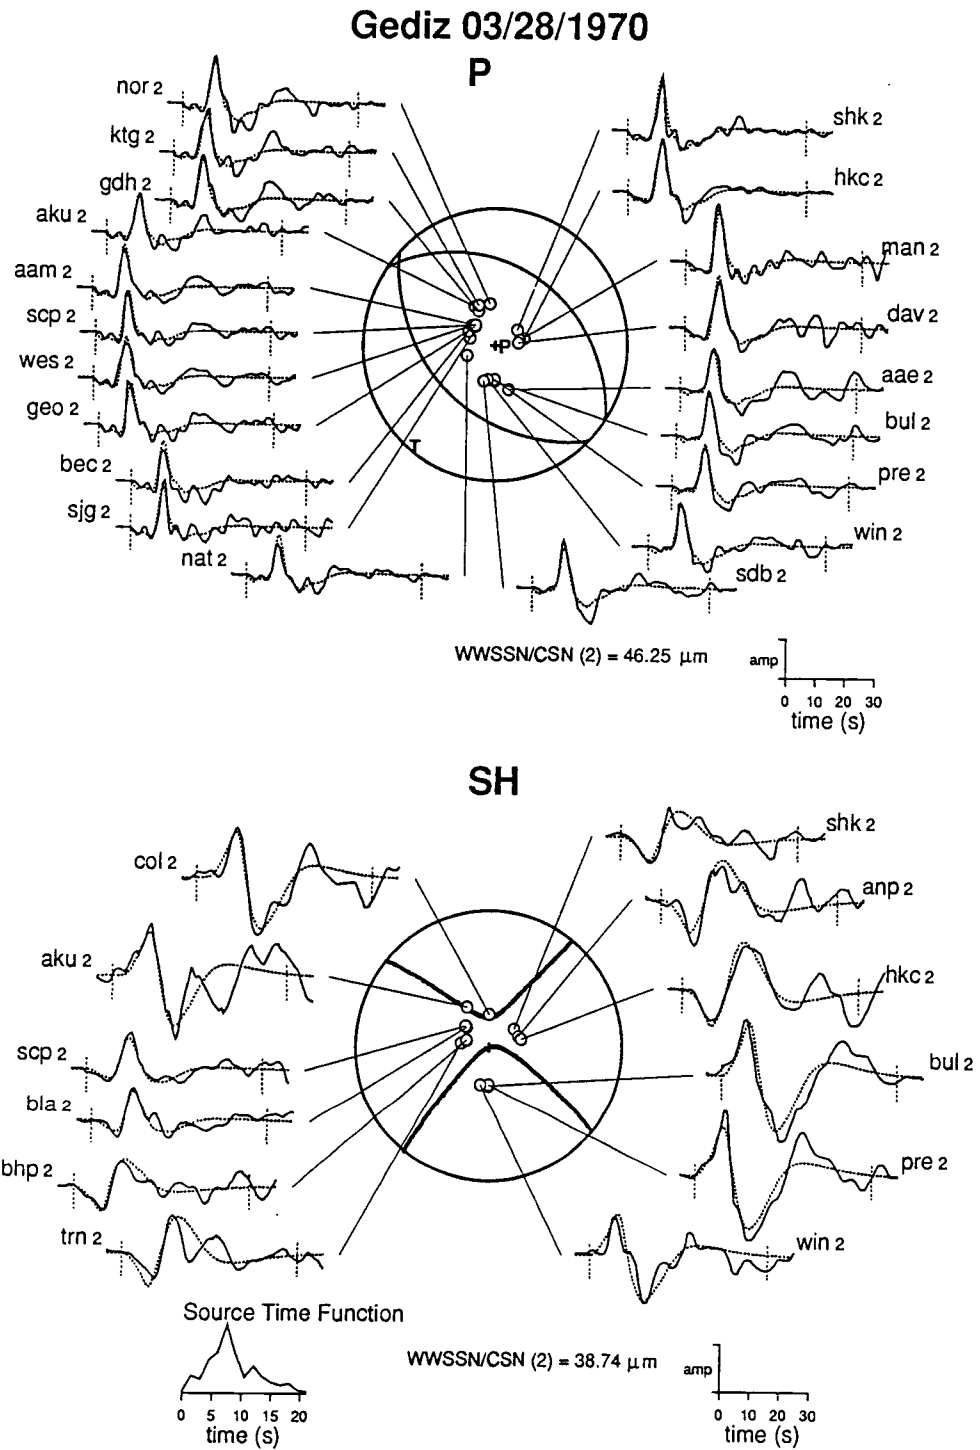 Gediz 03/28/1970
P
nor 2
ktg 2
gdh 2
aku 2
aam 2
scp 2
wes 2
geo 2
bec 2
sjg 2
nat 2
shk 2
hkc 2
man 2
dav 2
aae 2
bul 2
pre 2
win 2
sdb 2
+P
T
WWSSN/CSN (2) = 46.25 μm
amp
0 10 20 30
time (s)
SH
col 2
aku 2
scp 2
bla 2
bhp 2
trn 2
shk 2
anp 2
hkc 2
bul 2
pre 2
win 2
Source Time Function
0 5 10 15 20
time (s)
WWSSN/CSN (2) = 38.74 μm
amp
0 10 20 30
time (s)